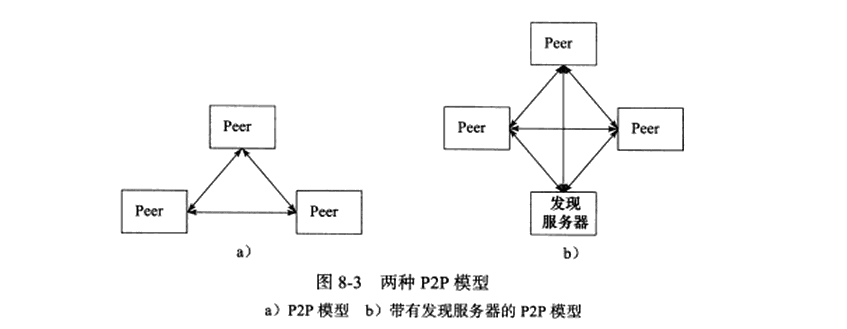 Peer
Peer
Peer
Peer
Peer
Peer
发现
服务器
a）
b）
图 8-3 两种 P2P 模型
a）P2P 模型 b）带有发现服务器的 P2P 模型